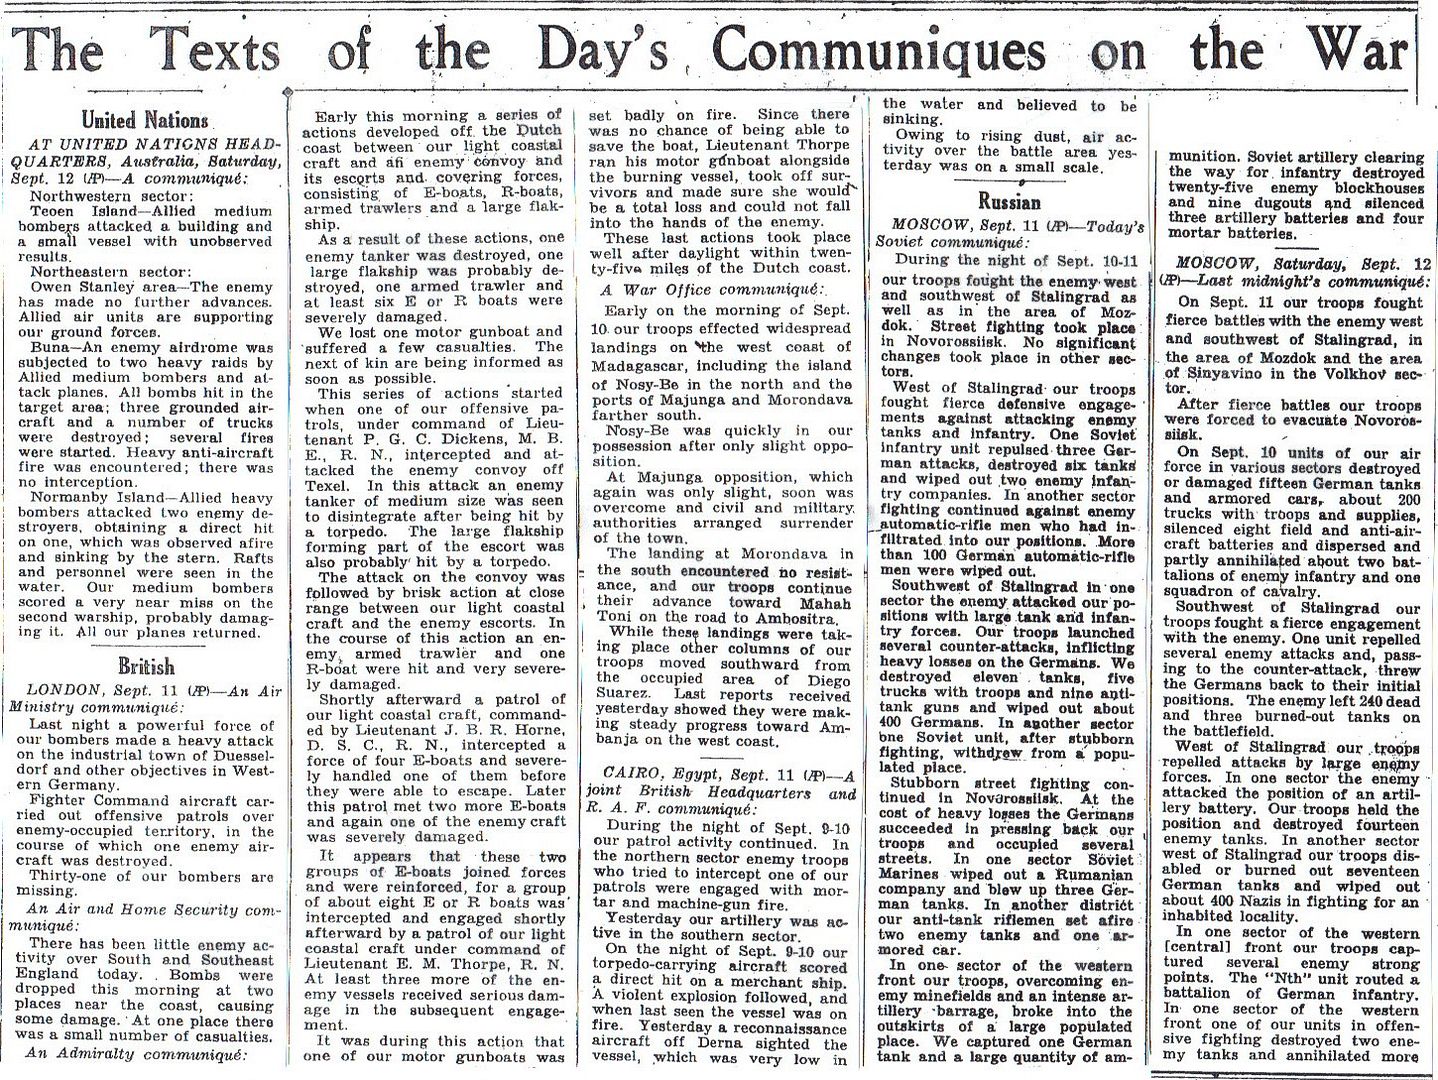 The Texts of the Day's Communiques on the War
United Nations
AT UNITED NATIONS HEAD-
QUARTERS, Australia, Saturday,
Sept. 12 (AP)—A communiqué:
Northwestern sector:
Teoen Island—Allied medium
bombers attacked a building and
a small vessel with unobserved
results.
Northeastern sector:
Owen Stanley area—The enemy
has made no further advances.
Allied air units are supporting
our ground forces.
Buna—An enemy airdrome was
subjected to two heavy raids by
Allied medium bombers and at-
tack planes. All bombs hit in the
target area; three grounded air-
craft and a number of trucks
were destroyed; several fires
were started. Heavy anti-aircraft
fire was encountered; there was
no interception.
Normanby Island—Allied heavy
bombers attacked two enemy de-
stroyers, obtaining a direct hit
on one, which was observed afire
and sinking by the stern. Rafts
and personnel were seen in the
water. Our medium bombers
scored a very near miss on the
second warship, probably damag-
ing it. All our planes returned.
British
LONDON, Sept. 11 (AP)—An Air
Ministry communiqué:
Last night a powerful force of
our bombers made a heavy attack
on the industrial town of Duessel-
dorf and other objectives in West-
ern Germany.
Fighter Command aircraft car-
ried out offensive patrols over
enemy-occupied territory, in the
course of which one enemy air-
craft was destroyed.
Thirty-one of our bombers are
missing.
An Air and Home Security com-
muniqué:
There has been little enemy ac-
tivity over South and Southeast
England today. Bombs were
dropped this morning at two
places near the coast, causing
some damage. At one place there
was a small number of casualties.
An Admiralty communiqué:
Early this morning a series of
actions developed off the Dutch
coast between our light coastal
craft and an enemy convoy and
its escorts and covering forces,
consisting of E-boats, R-boats,
armed trawlers and a large flak-
ship.
As a result of these actions, one
enemy tanker was destroyed, one
large flakship was probably de-
stroyed, one armed trawler and
at least six E or R boats were
severely damaged.
We lost one motor gunboat and
suffered a few casualties. The
next of kin are being informed as
soon as possible.
This series of actions started
when one of our offensive pa-
trols, under command of Lieu-
tenant P. G. C. Dickens, M. B.
E., R. N., intercepted and at-
tacked the enemy convoy off
Texel. In this attack an enemy
tanker of medium size was seen
to disintegrate after being hit by
a torpedo. The large flakship
forming part of the escort was
also probably hit by a torpedo.
The attack on the convoy was
followed by brisk action at close
range between our light coastal
craft and the enemy escorts. In
the course of this action an en-
emy armed trawler and one
R-boat were hit and very severe-
ly damaged.
Shortly afterward a patrol of
our light coastal craft, command-
ed by Lieutenant J. B. R. Horne,
D. S. C., R. N., intercepted a
force of four E-boats and severe-
ly handled one of them before
they were able to escape. Later
this patrol met two more E-boats
and again one of the enemy craft
was severely damaged.
It appears that these two
groups of E-boats joined forces
and were reinforced, for a group
of about eight E or R boats was
intercepted and engaged shortly
afterward by a patrol of our light
coastal craft under command of
Lieutenant E. M. Thorpe, R. N.
At least three more of the en-
emy vessels received serious dam-
age in the subsequent engage-
ment.
It was during this action that
one of our motor gunboats was
set badly on fire. Since there
was no chance of being able to
save the boat, Lieutenant Thorpe
ran his motor gunboat alongside
the burning vessel, took off sur-
vivors and made sure she would
be a total loss and could not fall
into the hands of the enemy.
These last actions took place
well after daylight within twen-
ty-five miles of the Dutch coast.
A War Office communiqué:
Early on the morning of Sept.
10 our troops effected widespread
landings on the west coast of
Madagascar, including the island
of Nosy-Be in the north and the
ports of Majunga and Morondava
farther south.
Nosy-Be was quickly in our
possession after only slight oppo-
sition.
At Majunga opposition, which
again was only slight, soon was
overcome and civil and military
authorities arranged surrender
of the town.
The landing at Morondava in
the south encountered no resist-
ance, and our troops continue
their advance toward Mahah
Toni on the road to Ambositra.
While these landings were tak-
ing place other columns of our
troops moved southward from
the occupied area of Diego
Suarez. Last reports received
yesterday showed they were mak-
ing steady progress toward Am-
banja on the west coast.
CAIRO, Egypt, Sept. 11 (AP)—A
joint British Headquarters and
R. A. F. communiqué:
During the night of Sept. 9-10
our patrol activity continued. In
the northern sector enemy troops
who tried to intercept one of our
patrols were engaged with mor-
tar and machine-gun fire.
Yesterday our artillery was ac-
tive in the southern sector.
On the night of Sept. 9-10 our
torpedo-carrying aircraft scored
a direct hit on a merchant ship.
A violent explosion followed, and
when last seen the vessel was on
fire. Yesterday a reconnaissance
aircraft off Derna sighted the
vessel, which was very low in
the water and believed to be
sinking.
Owing to rising dust, air ac-
tivity over the battle area yes-
terday was on a small scale.
Russian
MOSCOW, Sept. 11 (AP)—Today's
Soviet communiqué:
During the night of Sept. 10-11
our troops fought the enemy west
and southwest of Stalingrad as
well as in the area of Moz-
dok. Street fighting took place
in Novorossiisk. No significant
changes took place in other sec-
tors.
West of Stalingrad our troops
fought fierce defensive engage-
ments against attacking enemy
tanks and infantry. One Soviet
infantry unit repulsed three Ger-
man attacks, destroyed six tanks
and wiped out two enemy infan-
try companies. In another sector
fighting continued against enemy
automatic-rifle men who had in-
filtrated into our positions. More
than 100 German automatic-rifle
men were wiped out.
Southwest of Stalingrad in one
sector the enemy attacked our po-
sitions with large tank and infan-
try forces. Our troops launched
several counter-attacks, inflicting
heavy losses on the Germans. We
destroyed eleven tanks, five
trucks with troops and nine anti-
tank guns and wiped out about
400 Germans. In another sector
one Soviet unit, after stubborn
fighting, withdrew from a popu-
lated place.
Stubborn street fighting con-
tinued in Novorossiisk. At the
cost of heavy losses the Germans
succeeded in pressing back our
troops and occupied several
streets. In one sector Soviet
Marines wiped out a Rumanian
company and blew up three Ger-
man tanks. In another district
our anti-tank riflemen set afire
two enemy tanks and one ar-
mored car.
In one sector of the western
front our troops, overcoming en-
emy minefields and an intense ar-
tillery barrage, broke into the
outskirts of a large populated
place. We captured one German
tank and a large quantity of am-
munition. Soviet artillery clearing
the way for infantry destroyed
twenty-five enemy blockhouses
and nine dugouts and silenced
three artillery batteries and four
mortar batteries.
MOSCOW, Saturday, Sept. 12
(AP)—Last midnight's communiqué:
On Sept. 11 our troops fought
fierce battles with the enemy west
and southwest of Stalingrad, in
the area of Mozdok and the area
of Sinyavino in the Volkhov sec-
tor.
After fierce battles our troops
were forced to evacuate Novoros-
siisk.
On Sept. 10 units of our air
force in various sectors destroyed
or damaged fifteen German tanks
and armored cars, about 200
trucks with troops and supplies,
silenced eight field and anti-air-
craft batteries and dispersed and
partly annihilated about two bat-
talions of enemy infantry and one
squadron of cavalry.
Southwest of Stalingrad our
troops fought a fierce engagement
with the enemy. One unit repelled
several enemy attacks and, pass-
ing to the counter-attack, threw
the Germans back to their initial
positions. The enemy left 240 dead
and three burned-out tanks on
the battlefield.
West of Stalingrad our troops
repelled attacks by large enemy
forces. In one sector the enemy
attacked the position of an artil-
lery battery. Our troops held the
position and destroyed fourteen
enemy tanks. In another sector
west of Stalingrad our troops dis-
abled or burned out seventeen
German tanks and wiped out
about 400 Nazis in fighting for an
inhabited locality.
In one sector of the western
[central] front our troops cap-
tured several enemy strong
points. The "Nth" unit routed a
battalion of German infantry.
In one sector of the western
front one of our units in offen-
sive fighting destroyed two ene-
my tanks and annihilated more